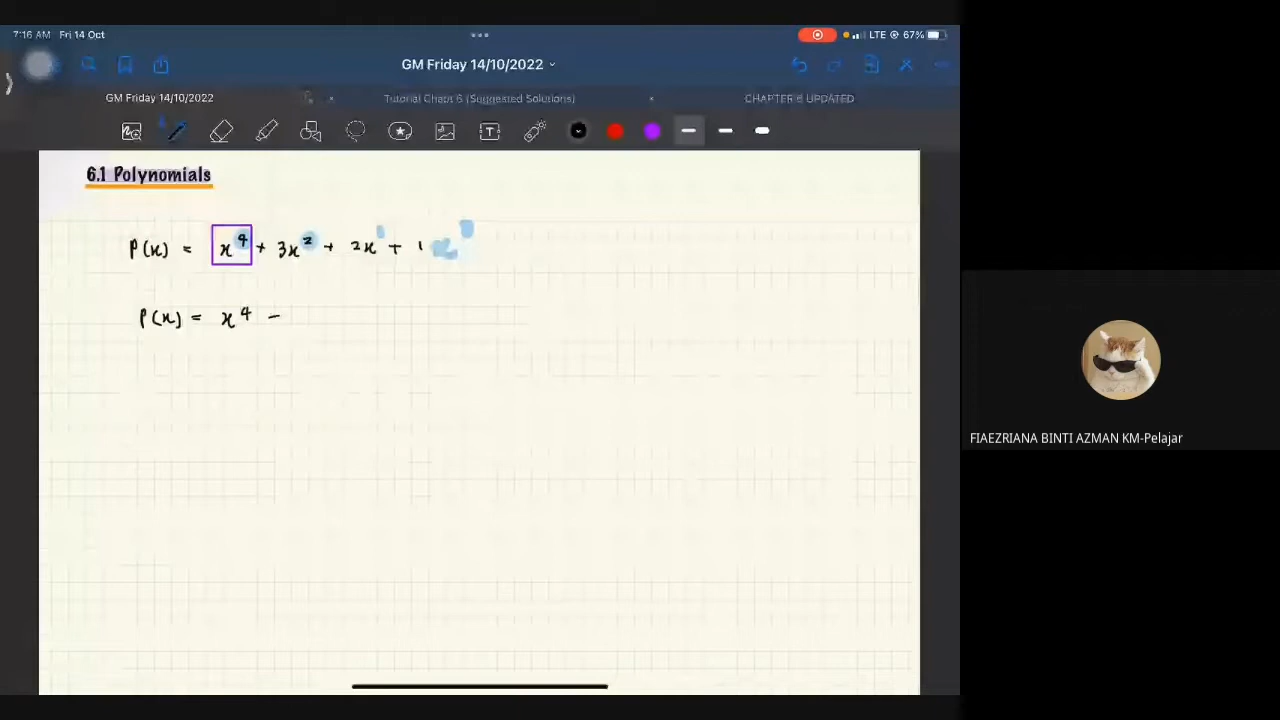 7:16 AM Fri 14 Oct
LTE 67%
GM Friday 14/10/2022
GM Friday 14/10/2022 Tutorial Chapt 6 (Suggested Solutions) CHAPTER 6 UPDATED
6.1 Polynomials
P(x) = x⁴ + 3x² + 2x + 1
P(x) = x⁴ -
FIAEZRIANA BINTI AZMAN KM-Pelajar